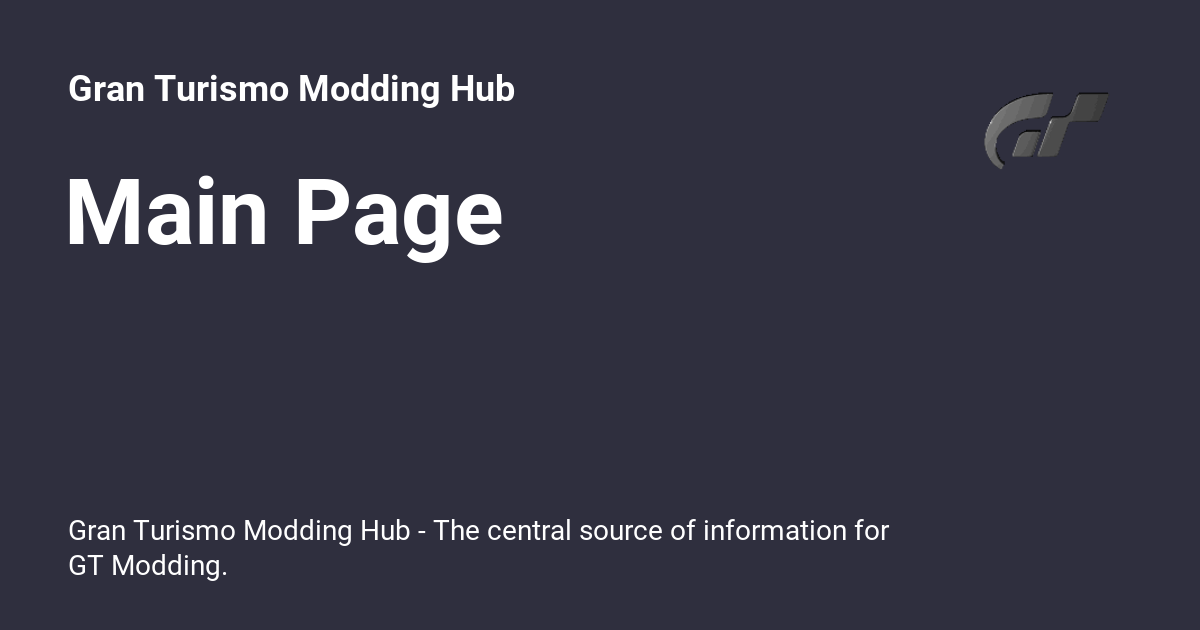 Gran Turismo Modding Hub
Main Page
Gran Turismo Modding Hub - The central source of information for
GT Modding.